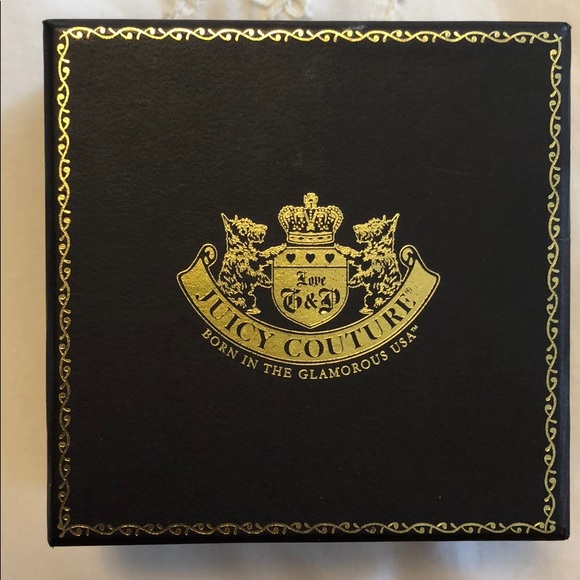 Love
G&P
JUICY COUTURE®
BORN IN THE GLAMOROUS USA™